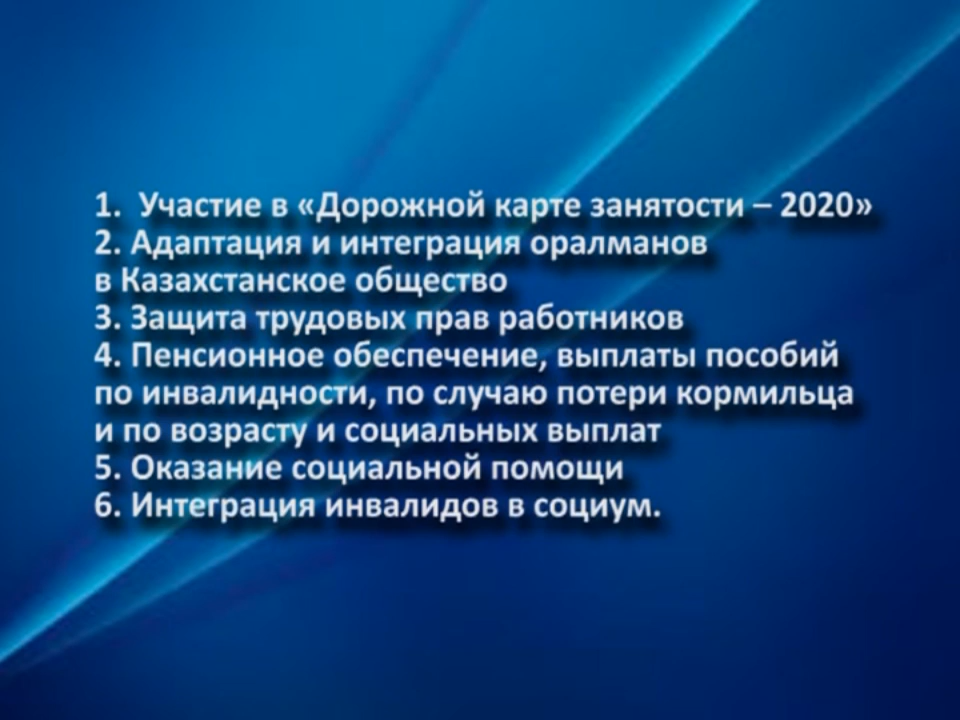 1.  Участие в «Дорожной карте занятости – 2020»
2. Адаптация и интеграция оралманов
в Казахстанское общество
3. Защита трудовых прав работников
4. Пенсионное обеспечение, выплаты пособий
по инвалидности, по случаю потери кормильца
и по возрасту и социальных выплат
5. Оказание социальной помощи
6. Интеграция инвалидов в социум.